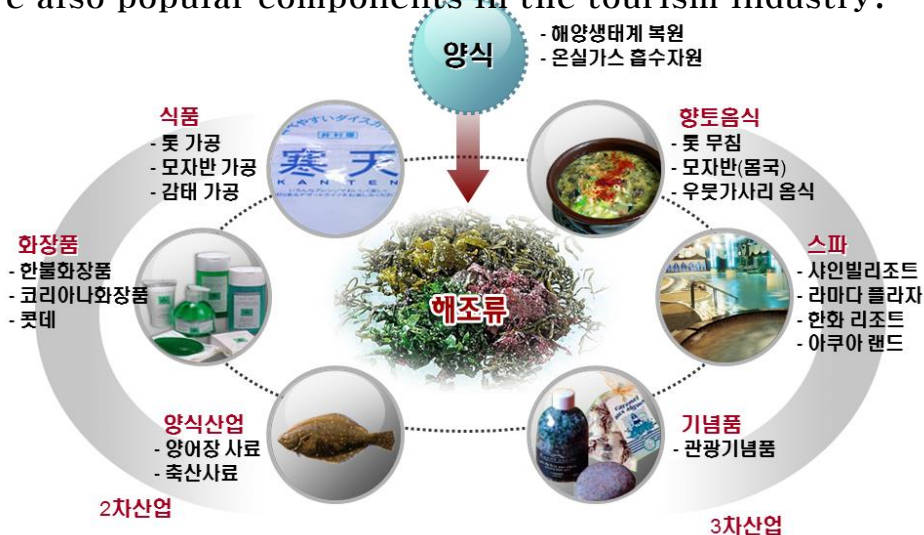 e also popular components in the tourism industry.
양식
- 해양생태계 복원
- 온실가스 흡수자원
식품
- 톳 가공
- 모자반 가공
- 감태 가공
향토음식
- 톳 무침
- 모자반(몸국)
- 우뭇가사리 음식
寒天
KANTEN
화장품
- 한불화장품
- 코리아나화장품
- 콧데
해조류
스파
- 샤인빌리조트
- 라마다 플라자
- 한화 리조트
- 아쿠아 랜드
양식산업
- 양어장 사료
- 축산사료
기념품
- 관광기념품
2차산업
3차산업